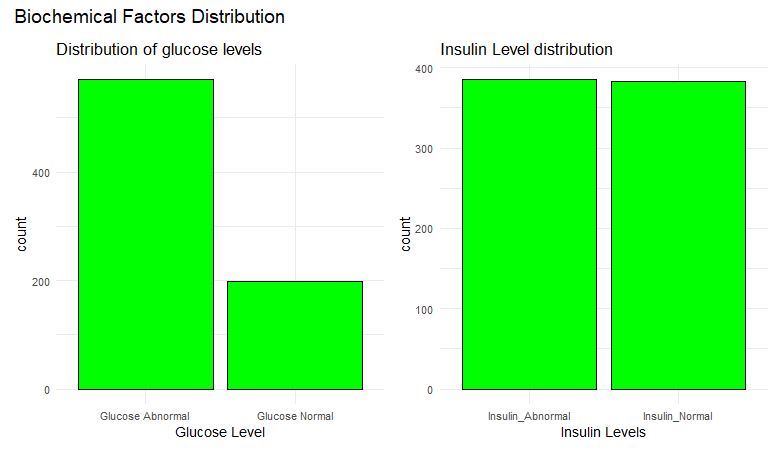 Biochemical Factors Distribution
Distribution of glucose levels
count
400
200
0
Glucose Abnormal
Glucose Normal
Glucose Level
Insulin Level distribution
count
400
300
200
100
0
Insulin_Abnormal
Insulin_Normal
Insulin Levels